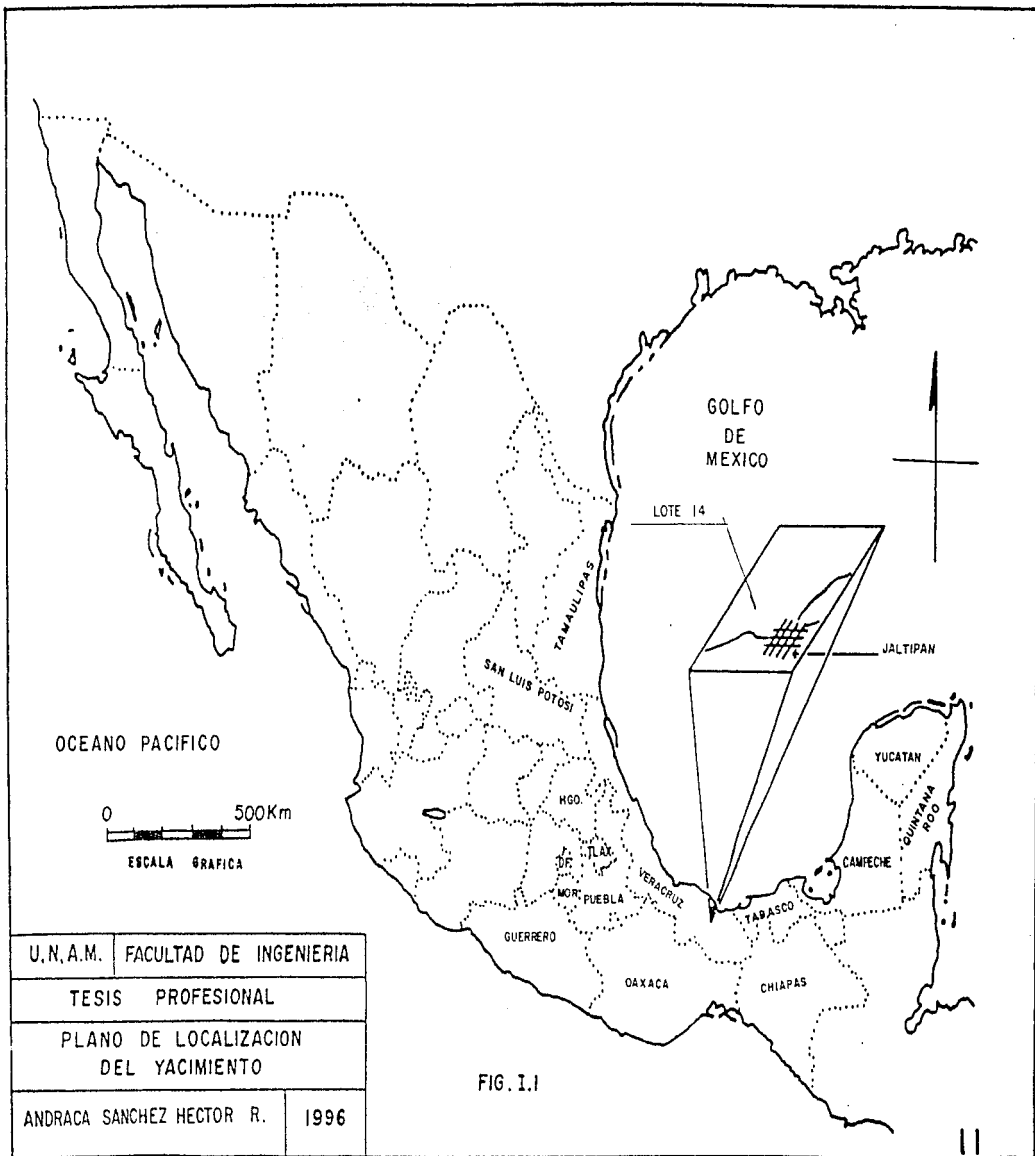 GOLFO
DE
MEXICO
LOTE 14
JALTIPAN
TAMAULIPAS
SAN LUIS POTOSI
OCEANO PACIFICO
0 500Km
ESCALA GRAFICA
YUCATAN
QUINTANA
ROO
CAMPECHE
HGO.
DF.
TLAX.
MOR.
PUEBLA
VERACRUZ
TABASCO
GUERRERO
OAXACA
CHIAPAS
U.N.A.M. FACULTAD DE INGENIERIA
TESIS PROFESIONAL
PLANO DE LOCALIZACION
DEL YACIMIENTO
ANDRACA SANCHEZ HECTOR R. 1996
FIG. I.I
11